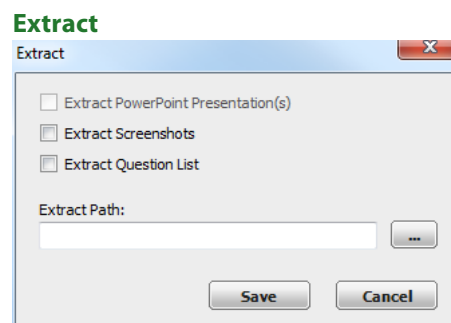 Extract
Extract
X
Extract PowerPoint Presentation(s)
Extract Screenshots
Extract Question List
Extract Path:
...
Save Cancel